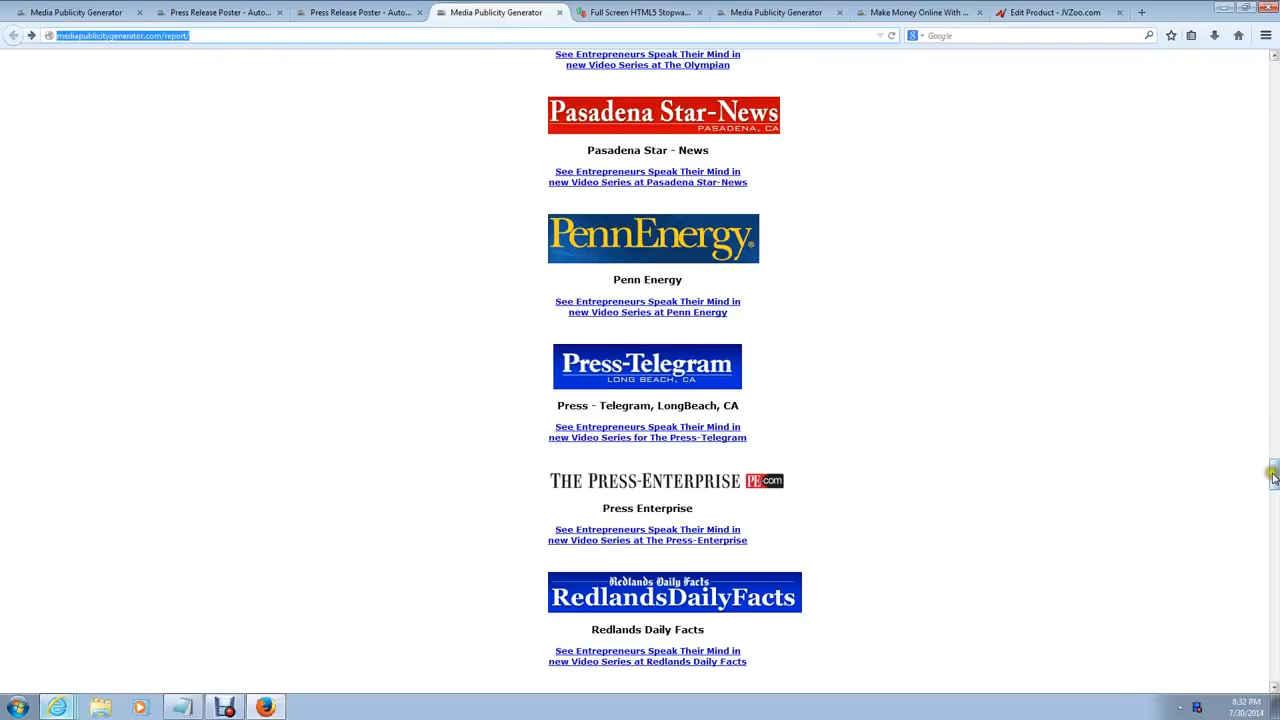 Media Publicity Generator
Press Release Poster - Auto...
Press Release Poster - Auto...
Media Publicity Generator
Full Screen HTML5 Stopwa...
Media Publicity Generator
Make Money Online With ...
Edit Product - JVZoo.com
mediapublicitygenerator.com/report/
Google
See Entrepreneurs Speak Their Mind in
new Video Series at The Olympian
Pasadena Star-News
PASADENA, CA
Pasadena Star - News
See Entrepreneurs Speak Their Mind in
new Video Series at Pasadena Star-News
PennEnergy®
Penn Energy
See Entrepreneurs Speak Their Mind in
new Video Series at Penn Energy
Press-Telegram
LONG BEACH, CA
Press - Telegram, LongBeach, CA
See Entrepreneurs Speak Their Mind in
new Video Series for The Press-Telegram
THE PRESS-ENTERPRISE PE.com
Press Enterprise
See Entrepreneurs Speak Their Mind in
new Video Series at The Press-Enterprise
Redlands Daily Facts
RedlandsDailyFacts
Redlands Daily Facts
See Entrepreneurs Speak Their Mind in
new Video Series at Redlands Daily Facts
8:32 PM
7/30/2014